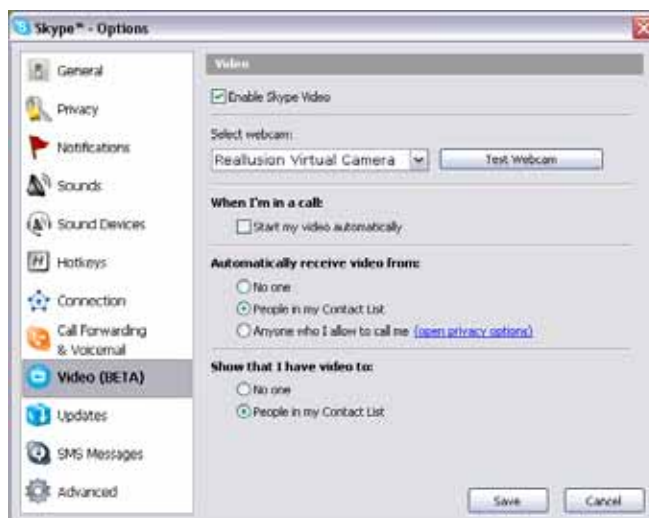 Skype™ - Options
General
Privacy
Notifications
Sounds
Sound Devices
Hotkeys
Connection
Call Forwarding
& Voicemail
Video (BETA)
Updates
SMS Messages
Advanced
Video
Enable Skype Video
Select webcam:
Reallusion Virtual Camera
Test Webcam
When I'm in a call:
Start my video automatically
Automatically receive video from:
No one
People in my Contact List
Anyone who I allow to call me (open privacy options)
Show that I have video to:
No one
People in my Contact List
Save
Cancel